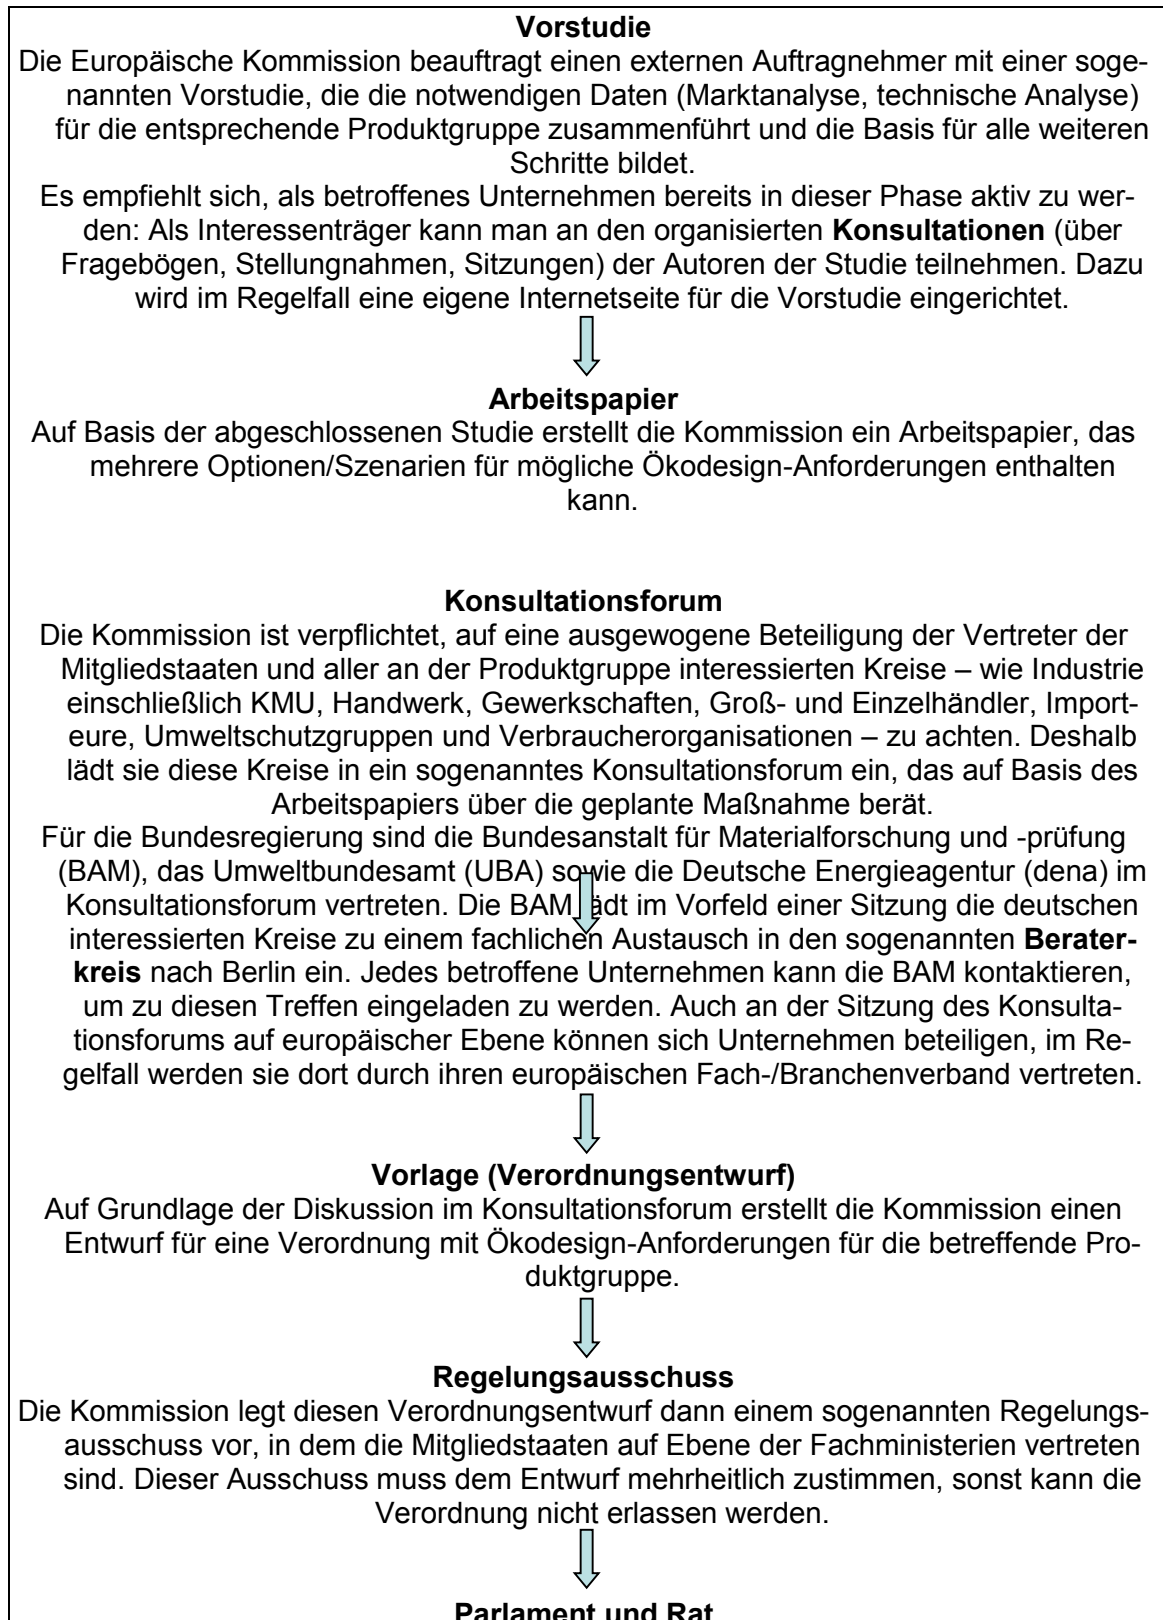 Vorstudie
Die Europäische Kommission beauftragt einen externen Auftragnehmer mit einer soge-
nannten Vorstudie, die die notwendigen Daten (Marktanalyse, technische Analyse)
für die entsprechende Produktgruppe zusammenführt und die Basis für alle weiteren
Schritte bildet.
Es empfiehlt sich, als betroffenes Unternehmen bereits in dieser Phase aktiv zu wer-
den: Als Interessenträger kann man an den organisierten Konsultationen (über
Fragebögen, Stellungnahmen, Sitzungen) der Autoren der Studie teilnehmen. Dazu
wird im Regelfall eine eigene Internetseite für die Vorstudie eingerichtet.
Arbeitspapier
Auf Basis der abgeschlossenen Studie erstellt die Kommission ein Arbeitspapier, das
mehrere Optionen/Szenarien für mögliche Ökodesign-Anforderungen enthalten
kann.
Konsultationsforum
Die Kommission ist verpflichtet, auf eine ausgewogene Beteiligung der Vertreter der
Mitgliedstaaten und aller an der Produktgruppe interessierten Kreise – wie Industrie
einschließlich KMU, Handwerk, Gewerkschaften, Groß- und Einzelhändler, Import-
eure, Umweltschutzgruppen und Verbraucherorganisationen – zu achten. Deshalb
lädt sie diese Kreise in ein sogenanntes Konsultationsforum ein, das auf Basis des
Arbeitspapiers über die geplante Maßnahme berät.
Für die Bundesregierung sind die Bundesanstalt für Materialforschung und -prüfung
(BAM), das Umweltbundesamt (UBA) sowie die Deutsche Energieagentur (dena) im
Konsultationsforum vertreten. Die BAM lädt im Vorfeld einer Sitzung die deutschen
interessierten Kreise zu einem fachlichen Austausch in den sogenannten Berater-
kreis nach Berlin ein. Jedes betroffene Unternehmen kann die BAM kontaktieren,
um zu diesen Treffen eingeladen zu werden. Auch an der Sitzung des Konsulta-
tionsforums auf europäischer Ebene können sich Unternehmen beteiligen, im Re-
gelfall werden sie dort durch ihren europäischen Fach-/Branchenverband vertreten.
Vorlage (Verordnungsentwurf)
Auf Grundlage der Diskussion im Konsultationsforum erstellt die Kommission einen
Entwurf für eine Verordnung mit Ökodesign-Anforderungen für die betreffende Pro-
duktgruppe.
Regelungsausschuss
Die Kommission legt diesen Verordnungsentwurf dann einem sogenannten Regelungs-
ausschuss vor, in dem die Mitgliedstaaten auf Ebene der Fachministerien vertreten
sind. Dieser Ausschuss muss dem Entwurf mehrheitlich zustimmen, sonst kann die
Verordnung nicht erlassen werden.
Parlament und Rat